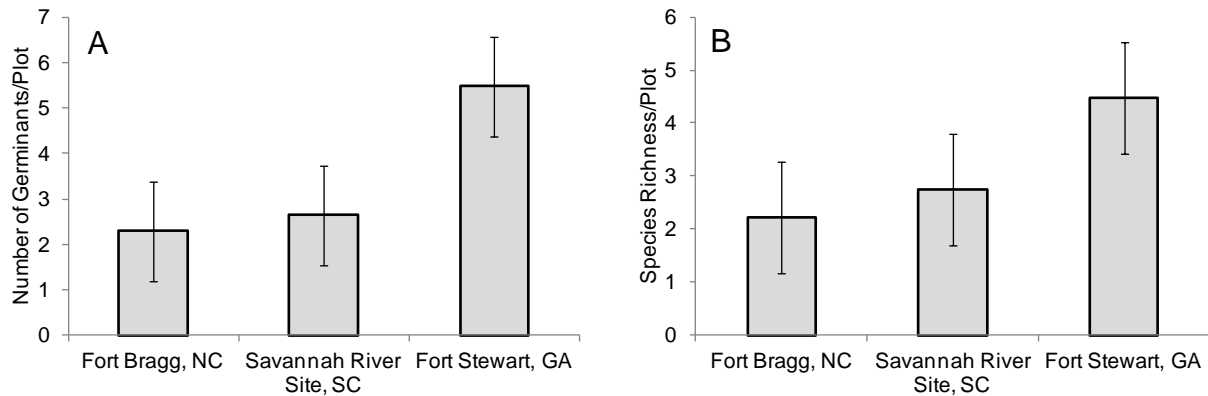 A
Number of Germinants/Plot
7
6
5
4
3
2
1
0
Fort Bragg, NC
Savannah River
Site, SC
Fort Stewart, GA
B
Species Richness/Plot
6
5
4
3
2
1
0
Fort Bragg, NC
Savannah River
Site, SC
Fort Stewart, GA